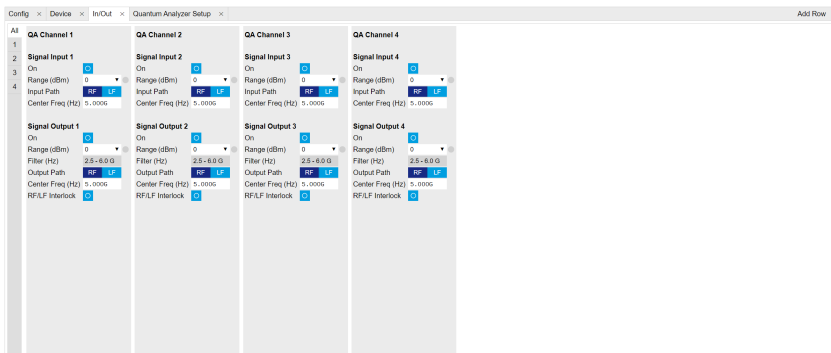 Config × Device × In/Out × Quantum Analyzer Setup × Add Row
All
1
2
3
4
QA Channel 1
Signal Input 1
On
Range (dBm) 0
Input Path RF LF
Center Freq (Hz) 5.000G
Signal Output 1
On
Range (dBm) 0
Filter (Hz) 2.5 - 6.0 G
Output Path RF LF
Center Freq (Hz) 5.000G
RF/LF Interlock
QA Channel 2
Signal Input 2
On
Range (dBm) 0
Input Path RF LF
Center Freq (Hz) 5.000G
Signal Output 2
On
Range (dBm) 0
Filter (Hz) 2.5 - 6.0 G
Output Path RF LF
Center Freq (Hz) 5.000G
RF/LF Interlock
QA Channel 3
Signal Input 3
On
Range (dBm) 0
Input Path RF LF
Center Freq (Hz) 5.000G
Signal Output 3
On
Range (dBm) 0
Filter (Hz) 2.5 - 6.0 G
Output Path RF LF
Center Freq (Hz) 5.000G
RF/LF Interlock
QA Channel 4
Signal Input 4
On
Range (dBm) 0
Input Path RF LF
Center Freq (Hz) 5.000G
Signal Output 4
On
Range (dBm) 0
Filter (Hz) 2.5 - 6.0 G
Output Path RF LF
Center Freq (Hz) 5.000G
RF/LF Interlock